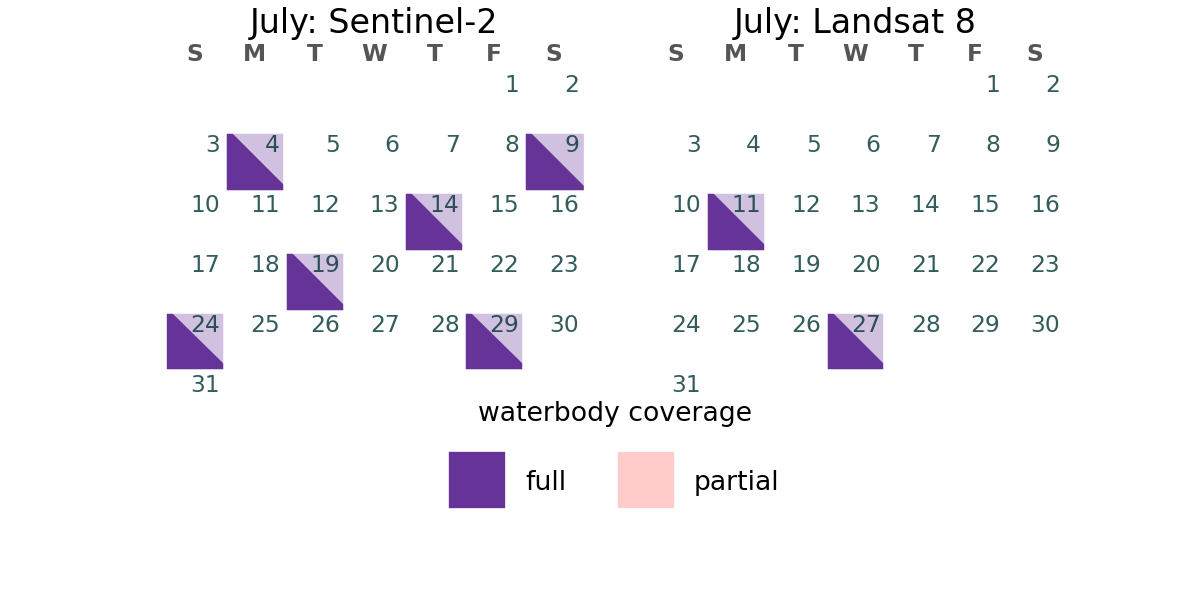 July: Sentinel-2
S M T W T F S
1 2
3 4 5 6 7 8 9
10 11 12 13 14 15 16
17 18 19 20 21 22 23
24 25 26 27 28 29 30
31
July: Landsat 8
S M T W T F S
1 2
3 4 5 6 7 8 9
10 11 12 13 14 15 16
17 18 19 20 21 22 23
24 25 26 27 28 29 30
31
waterbody coverage
full
partial